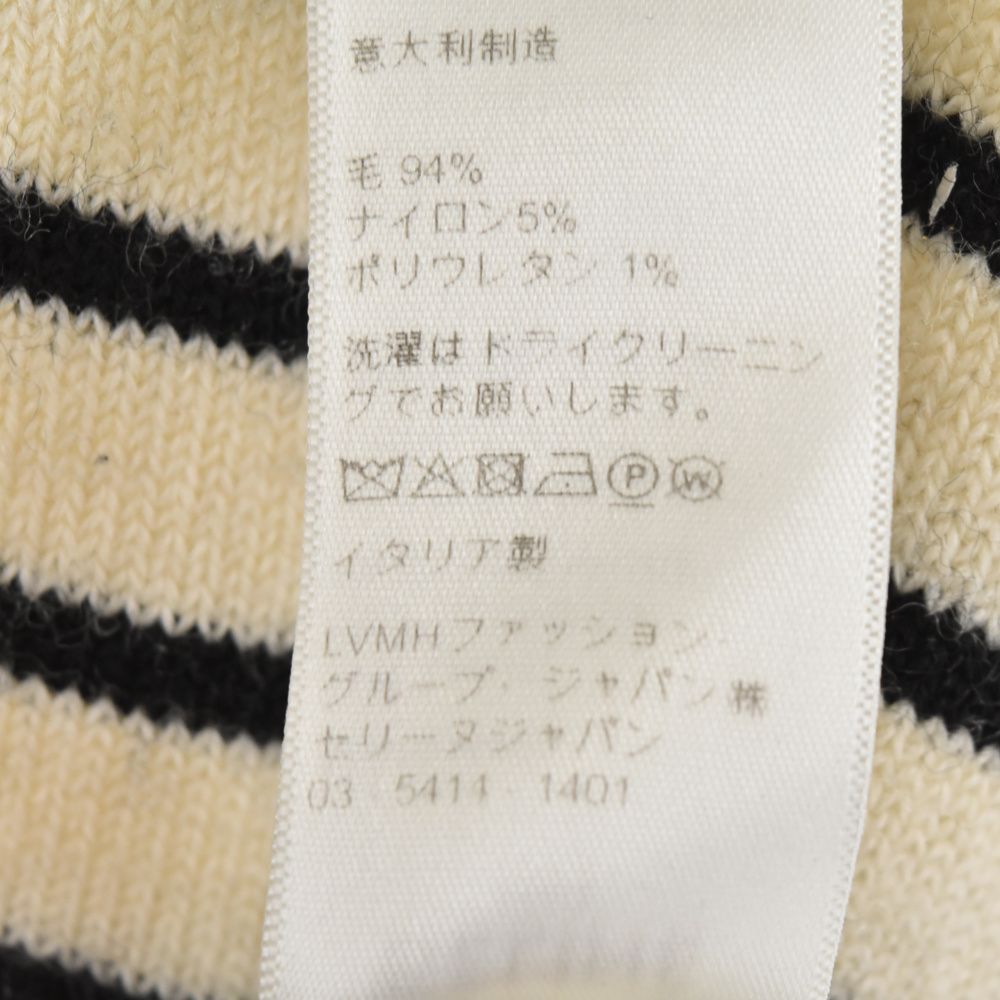 意大利制造
毛 94%
ナイロン5%
ポリウレタン 1%
洗濯はドライクリーニン
グでお願いします。
P W
イタリア製
LVMHファッション・
グループ・ジャパン株
セリーヌジャパン
03 5414 1401